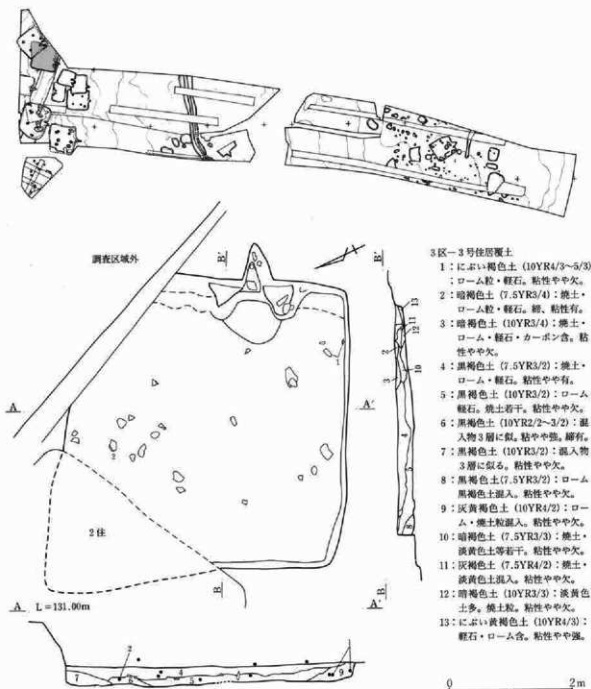 調査区域外
B'
A
A'
2住
B
A L=131.00m A'
2
7 6 5 4 9
B'
13
11
12
10
2
3
4
5
8
B
3区－3号住居覆土
1：にぶい褐色土 (10YR4/3～5/3)
：ローム粒・軽石。粘性やや欠。
2：暗褐色土 (7.5YR3/4)：焼土・
ローム粒・軽石。締、粘性有。
3：暗褐色土 (10YR3/4)：焼土・
ローム・軽石・カーボン含。粘
性やや欠。
4：黒褐色土 (7.5YR3/2)：焼土・
ローム・軽石。粘性やや有。
5：黒褐色土 (10YR3/2)：ローム
軽石。焼土若干。粘性やや欠。
6：黒褐色土 (10YR2/2～3/2)：混
入物3層に似。粘やや強。締有。
7：黒褐色土 (10YR3/2)：混入物
3層に似る。粘性やや欠。
8：黒褐色土(7.5YR3/2)：ローム
黒褐色土混入。粘性やや欠。
9：灰黄褐色土 (10YR4/2)：ロー
ム・焼土粒混入。粘性やや欠。
10：暗褐色土 (7.5YR3/3)：焼土・
淡黄色土等若干。粘性やや欠。
11：灰褐色土 (7.5YR4/2)：焼土・
淡黄色土混入。粘性やや欠。
12：暗褐色土 (10YR3/3)：淡黄色
土多。焼土粒。粘性やや欠。
13：にぶい黄褐色土 (10YR4/3)：
軽石・ローム含。粘性やや強。
0 2m